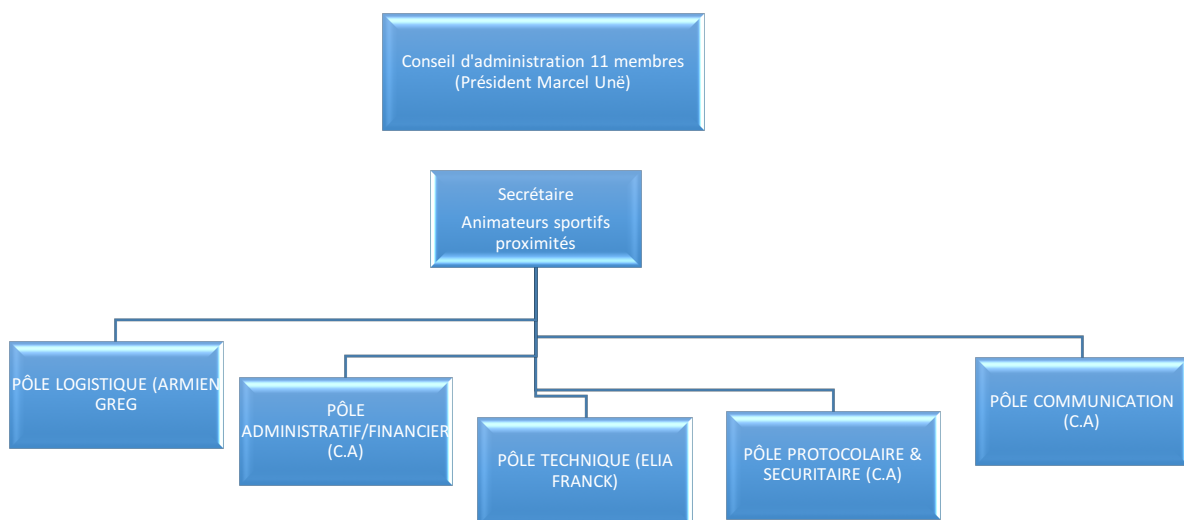 Conseil d'administration 11 membres
(Président Marcel Unë)
Secrétaire
Animateurs sportifs
proximités
PÔLE LOGISTIQUE (ARMIEN
GREG
PÔLE
ADMINISTRATIF/FINANCIER
(C.A)
PÔLE TECHNIQUE (ELIA
FRANCK)
PÔLE PROTOCOLAIRE &
SECURITAIRE (C.A)
PÔLE COMMUNICATION
(C.A)